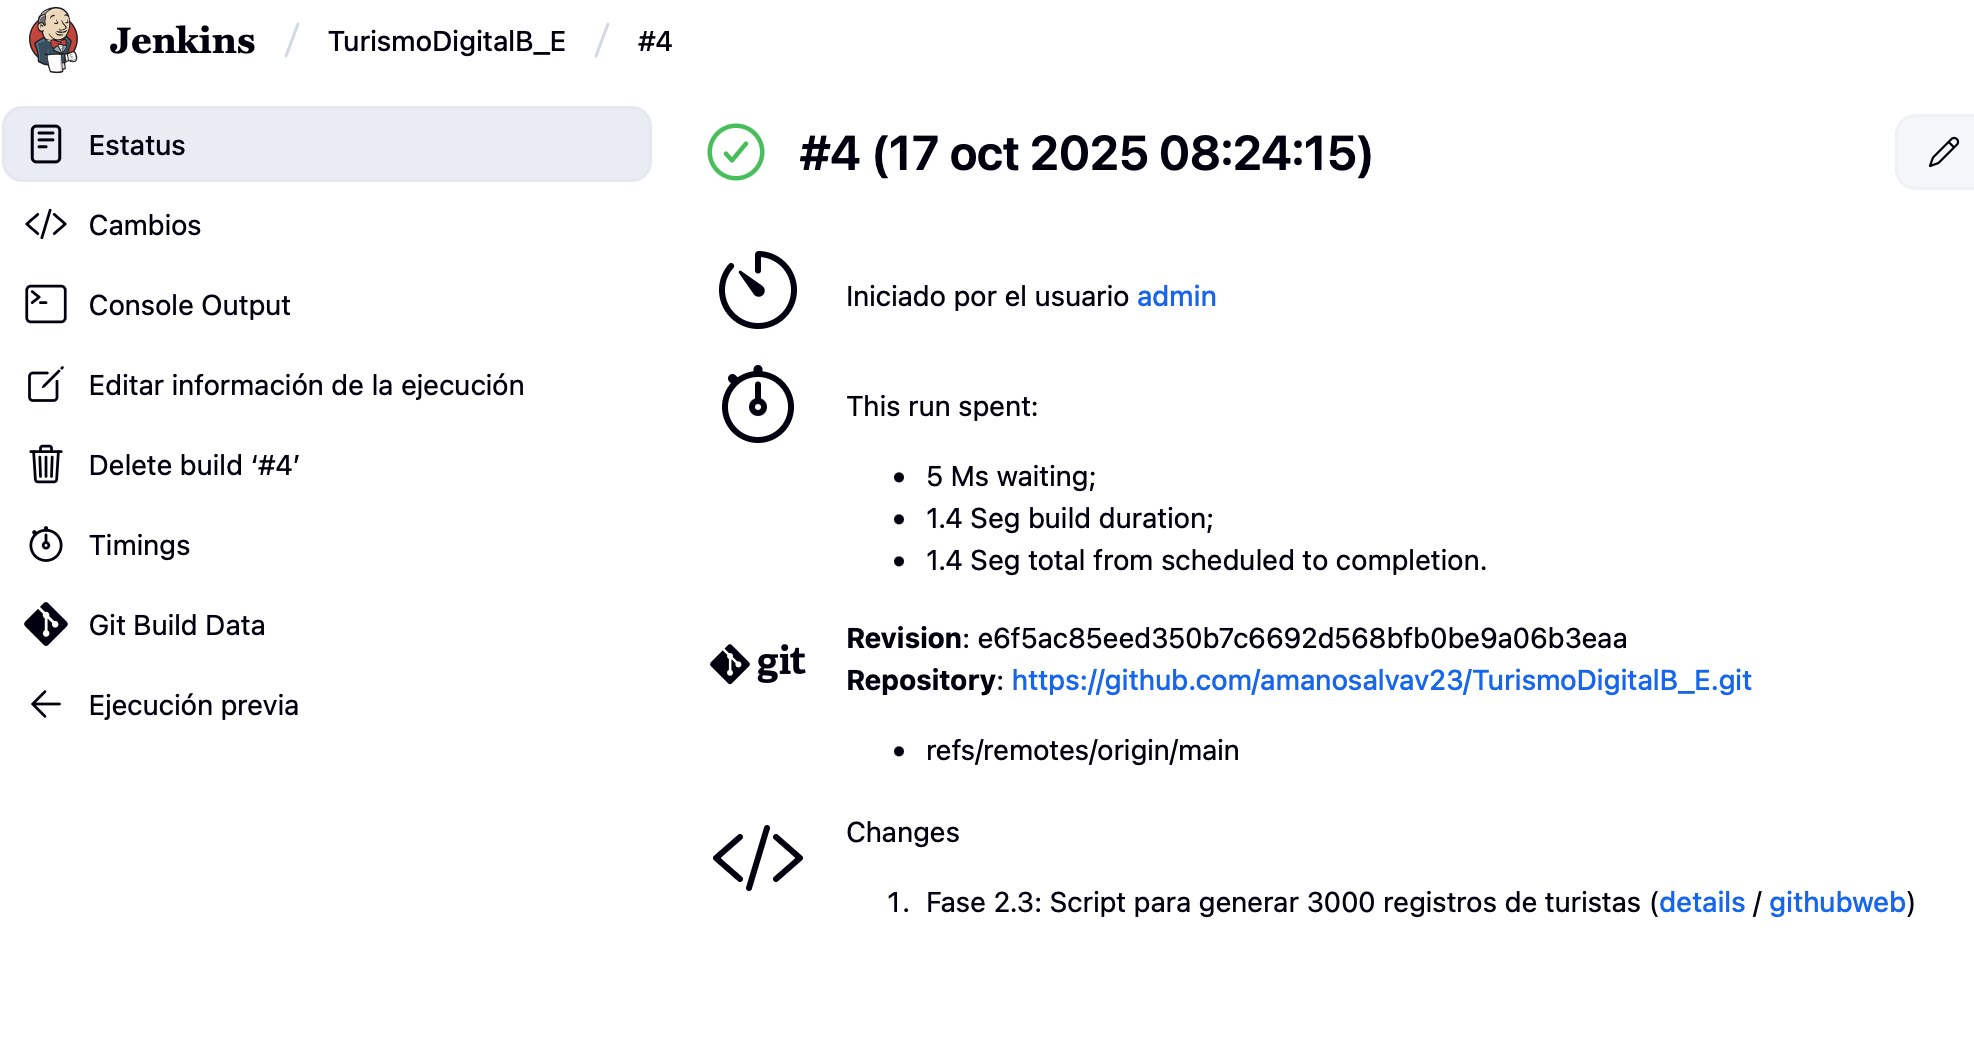 Jenkins / TurismoDigitalB_E / #4
Estatus
Cambios
Console Output
Editar información de la ejecución
Delete build ‘#4’
Timings
Git Build Data
Ejecución previa
#4 (17 oct 2025 08:24:15)
Iniciado por el usuario admin
This run spent:
• 5 Ms waiting;
• 1.4 Seg build duration;
• 1.4 Seg total from scheduled to completion.
git
Revision: e6f5ac85eed350b7c6692d568bfb0be9a06b3eaa
Repository: https://github.com/amanosalvav23/TurismoDigitalB_E.git
• refs/remotes/origin/main
Changes
1. Fase 2.3: Script para generar 3000 registros de turistas (details / githubweb)